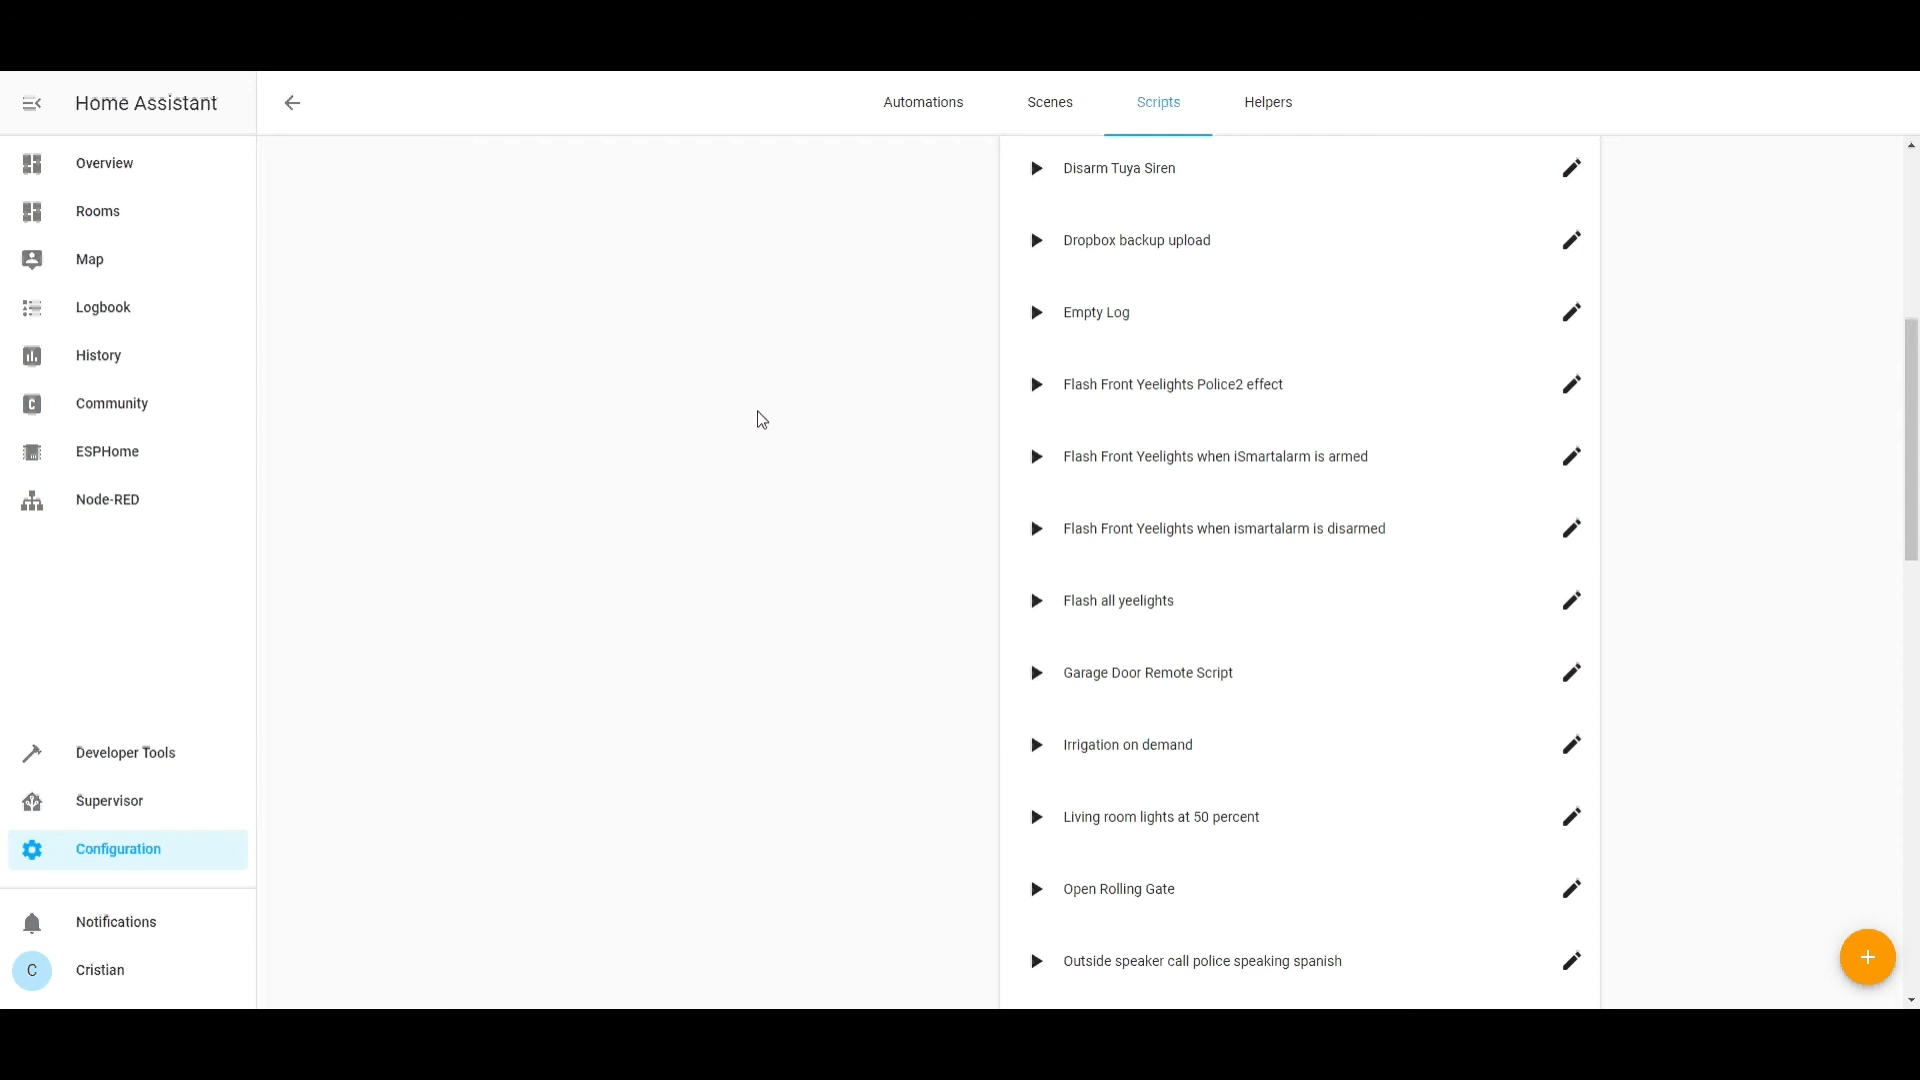 Home Assistant
Automations
Scenes
Scripts
Helpers
Overview
Rooms
Map
Logbook
History
Community
ESPHome
Node-RED
Developer Tools
Supervisor
Configuration
Notifications
C
Cristian
Disarm Tuya Siren
Dropbox backup upload
Empty Log
Flash Front Yeelights Police2 effect
Flash Front Yeelights when iSmartalarm is armed
Flash Front Yeelights when ismartalarm is disarmed
Flash all yeelights
Garage Door Remote Script
Irrigation on demand
Living room lights at 50 percent
Open Rolling Gate
Outside speaker call police speaking spanish